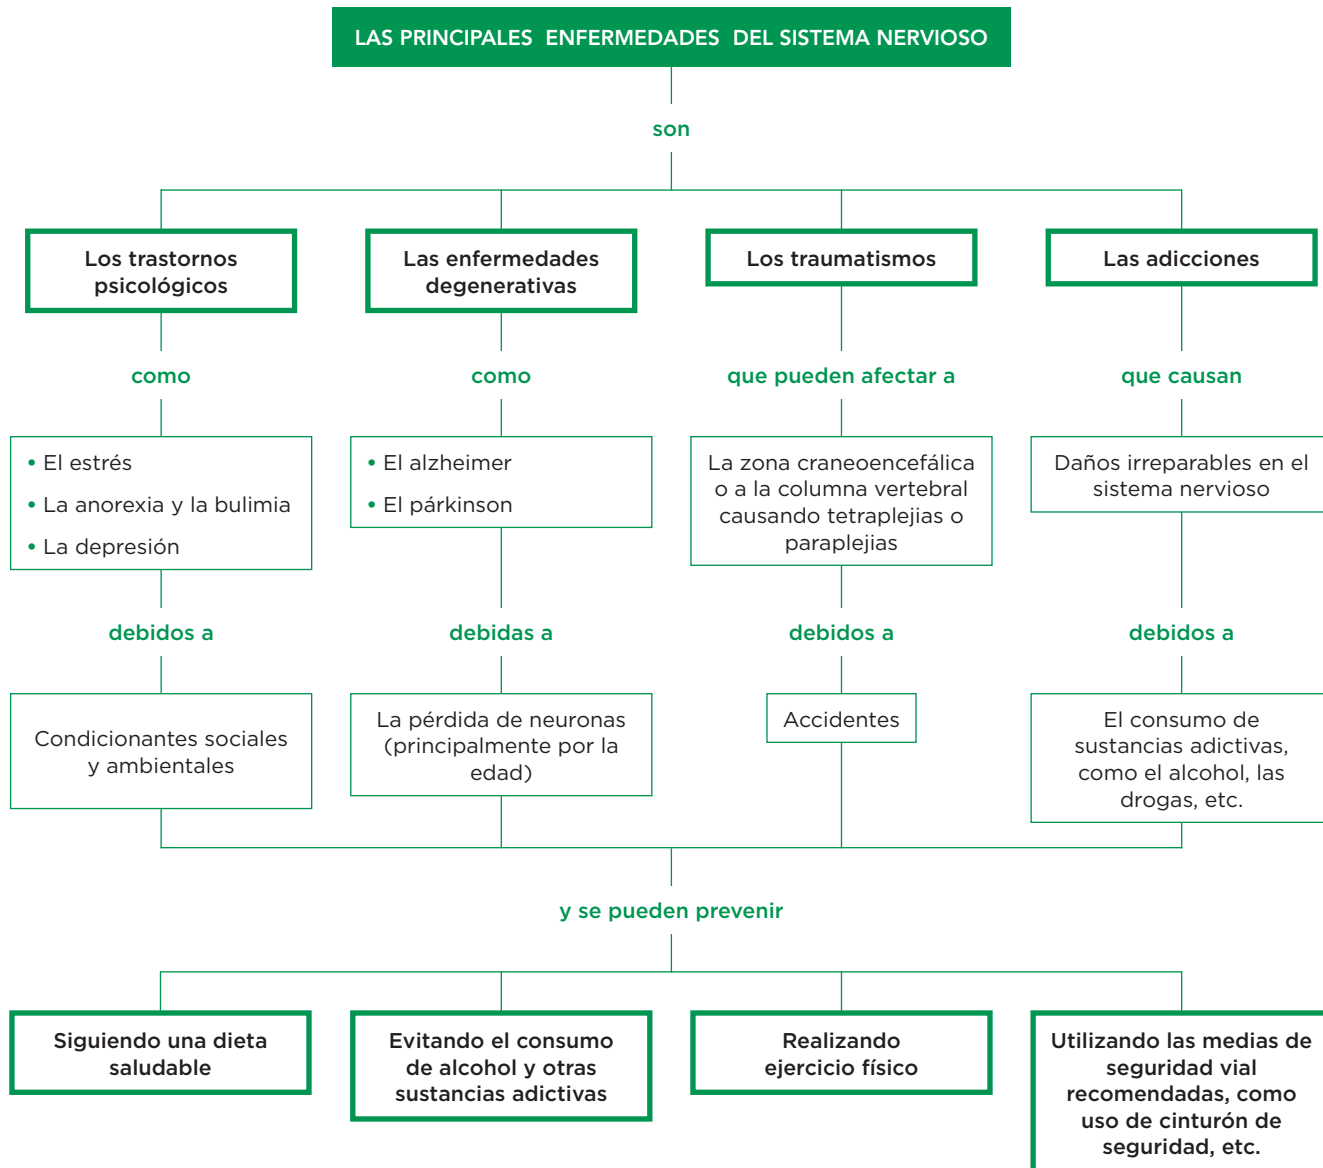 LAS PRINCIPALES ENFERMEDADES DEL SISTEMA NERVIOSO
son
Los trastornos
psicológicos
Las enfermedades
degenerativas
Los traumatismos
Las adicciones
como
como
que pueden afectar a
que causan
• El estrés
• La anorexia y la bulimia
• La depresión
• El alzheimer
• El párkinson
La zona craneoencefálica
o a la columna vertebral
causando tetraplejias o
paraplejias
Daños irreparables en el
sistema nervioso
debidos a
debidas a
debidos a
debidos a
Condicionantes sociales
y ambientales
La pérdida de neuronas
(principalmente por la
edad)
Accidentes
El consumo de
sustancias adictivas,
como el alcohol, las
drogas, etc.
y se pueden prevenir
Siguiendo una dieta
saludable
Evitando el consumo
de alcohol y otras
sustancias adictivas
Realizando
ejercicio físico
Utilizando las medias de
seguridad vial
recomendadas, como
uso de cinturón de
seguridad, etc.